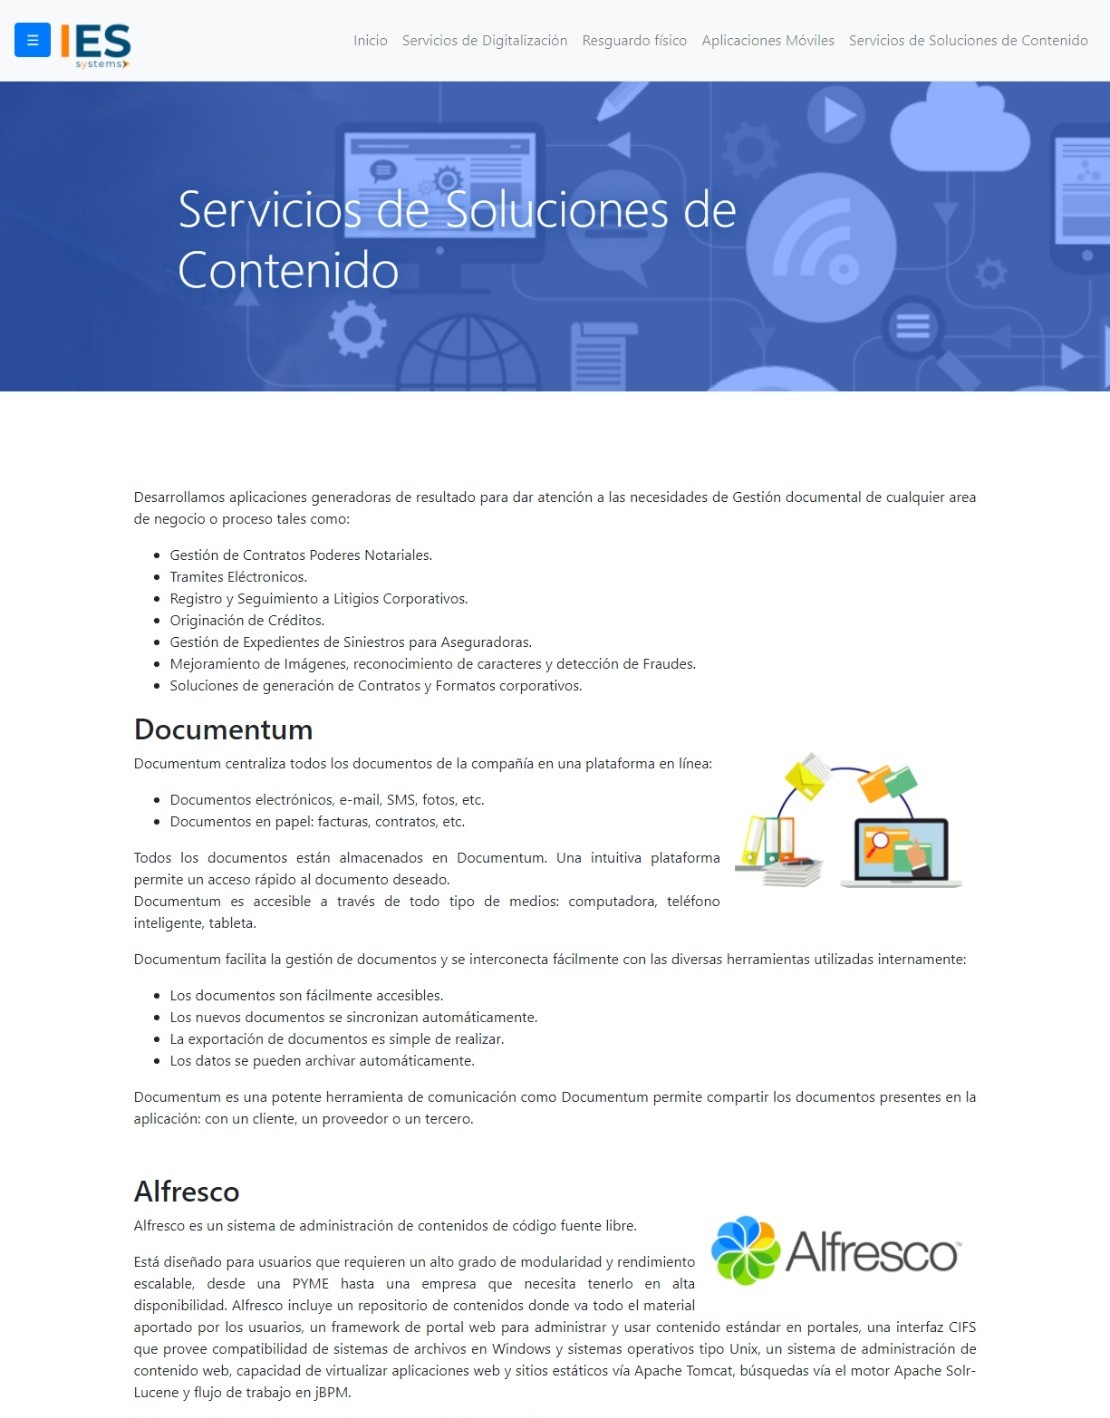 ☰ IES
systems
Inicio Servicios de Digitalización Resguardo físico Aplicaciones Móviles Servicios de Soluciones de Contenido
Servicios de Soluciones de
Contenido
Desarrollamos aplicaciones generadoras de resultado para dar atención a las necesidades de Gestión documental de cualquier area
de negocio o proceso tales como:
• Gestión de Contratos Poderes Notariales.
• Tramites Eléctronicos.
• Registro y Seguimiento a Litigios Corporativos.
• Originación de Créditos.
• Gestión de Expedientes de Siniestros para Aseguradoras.
• Mejoramiento de Imágenes, reconocimiento de caracteres y detección de Fraudes.
• Soluciones de generación de Contratos y Formatos corporativos.
Documentum
Documentum centraliza todos los documentos de la compañía en una plataforma en línea:
• Documentos electrónicos, e-mail, SMS, fotos, etc.
• Documentos en papel: facturas, contratos, etc.
Todos los documentos están almacenados en Documentum. Una intuitiva plataforma
permite un acceso rápido al documento deseado.
Documentum es accesible a través de todo tipo de medios: computadora, teléfono
inteligente, tableta.
Documentum facilita la gestión de documentos y se interconecta fácilmente con las diversas herramientas utilizadas internamente:
• Los documentos son fácilmente accesibles.
• Los nuevos documentos se sincronizan automáticamente.
• La exportación de documentos es simple de realizar.
• Los datos se pueden archivar automáticamente.
Documentum es una potente herramienta de comunicación como Documentum permite compartir los documentos presentes en la
aplicación: con un cliente, un proveedor o un tercero.
Alfresco
Alfresco™
Alfresco es un sistema de administración de contenidos de código fuente libre.
Está diseñado para usuarios que requieren un alto grado de modularidad y rendimiento
escalable, desde una PYME hasta una empresa que necesita tenerlo en alta
disponibilidad. Alfresco incluye un repositorio de contenidos donde va todo el material
aportado por los usuarios, un framework de portal web para administrar y usar contenido estándar en portales, una interfaz CIFS
que provee compatibilidad de sistemas de archivos en Windows y sistemas operativos tipo Unix, un sistema de administración de
contenido web, capacidad de virtualizar aplicaciones web y sitios estáticos vía Apache Tomcat, búsquedas vía el motor Apache Solr-
Lucene y flujo de trabajo en jBPM.